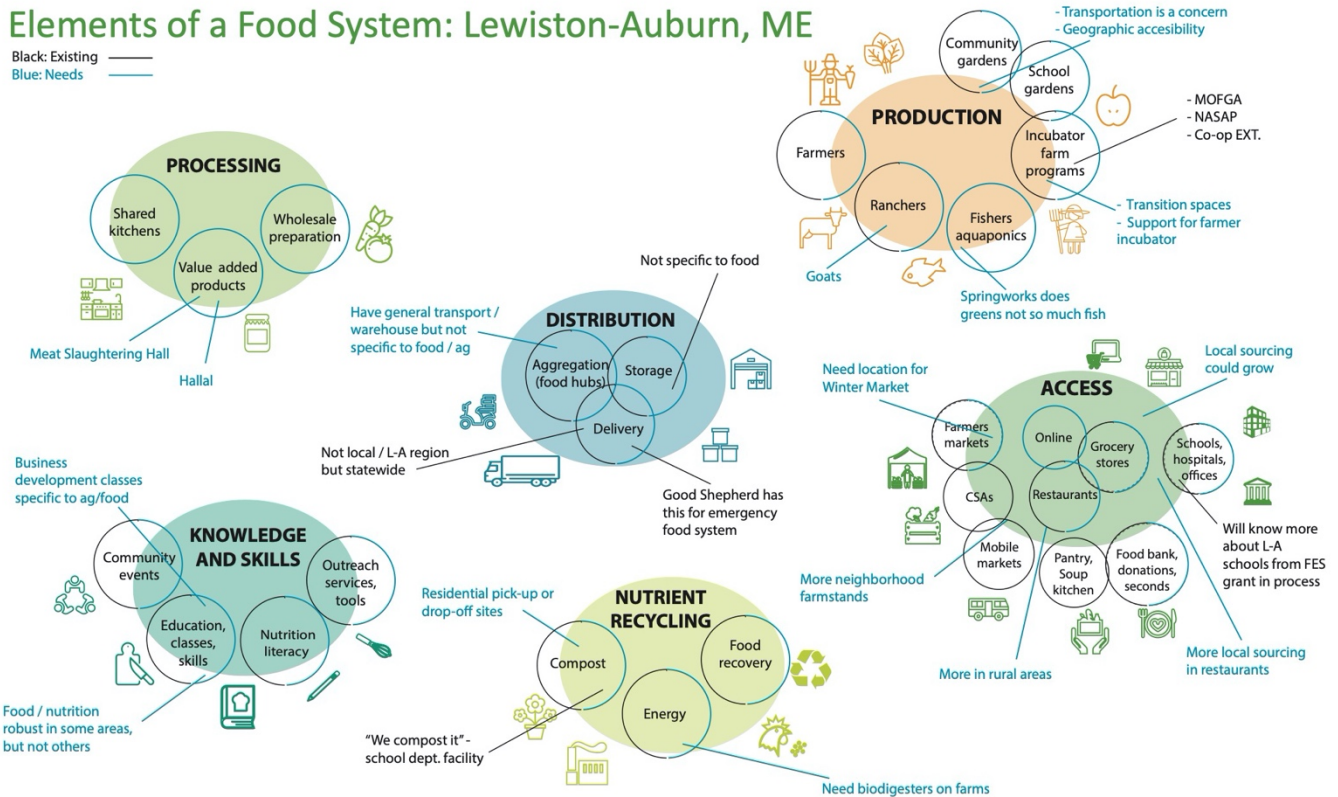 Elements of a Food System: Lewiston-Auburn, ME
Black: Existing
Blue: Needs
PROCESSING
Shared
kitchens
Wholesale
preparation
Value added
products
Meat Slaughtering Hall
Hallal
PRODUCTION
Community
gardens
School
gardens
Farmers
Incubator
farm
programs
Ranchers
Fishers
aquaponics
- Transportation is a concern
- Geographic accesibility
- MOFGA
- NASAP
- Co-op EXT.
- Transition spaces
- Support for farmer
incubator
Goats
Springworks does
greens not so much fish
DISTRIBUTION
Aggregation
(food hubs)
Storage
Delivery
Not specific to food
Have general transport /
warehouse but not
specific to food / ag
Not local / L-A region
but statewide
Good Shepherd has
this for emergency
food system
ACCESS
Farmers
markets
Online
Grocery
stores
Schools,
hospitals,
offices
CSAs
Restaurants
Mobile
markets
Pantry,
Soup
kitchen
Food bank,
donations,
seconds
Need location for
Winter Market
Local sourcing
could grow
Will know more
about L-A
schools from FES
grant in process
More neighborhood
farmstands
More in rural areas
More local sourcing
in restaurants
KNOWLEDGE
AND SKILLS
Community
events
Outreach
services,
tools
Education,
classes,
skills
Nutrition
literacy
Business
development classes
specific to ag/food
Food / nutrition
robust in some areas,
but not others
NUTRIENT
RECYCLING
Compost
Food
recovery
Energy
Residential pick-up or
drop-off sites
"We compost it" -
school dept. facility
Need biodigesters on farms